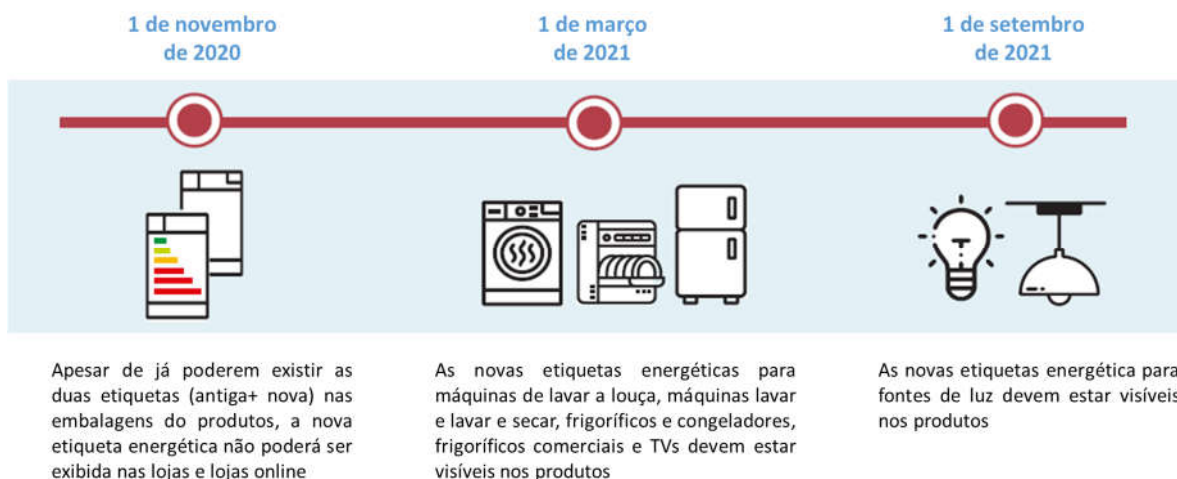 1 de novembro
de 2020
1 de março
de 2021
1 de setembro
de 2021
Apesar de já poderem existir as
duas etiquetas (antiga+ nova) nas
embalagens do produtos, a nova
etiqueta energética não poderá ser
exibida nas lojas e lojas online
As novas etiquetas energéticas para
máquinas de lavar a louça, máquinas lavar
e lavar e secar, frigoríficos e congeladores,
frigoríficos comerciais e TVs devem estar
visíveis nos produtos
As novas etiquetas energética para
fontes de luz devem estar visíveis
nos produtos